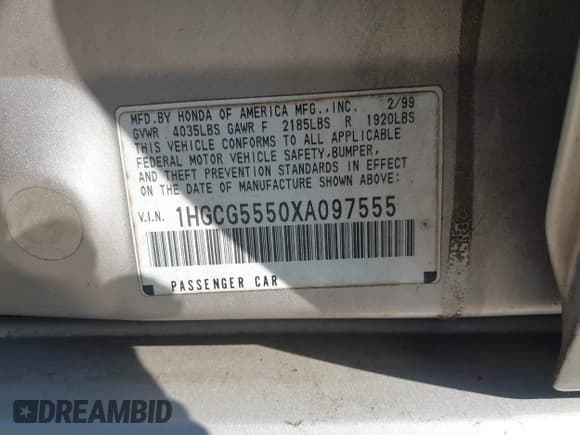 MFD.BY HONDA OF AMERICA MFG.,INC. 2/99
GVWR 4035LBS GAWR F 2185LBS R 1920LBS
THIS VEHICLE CONFORMS TO ALL APPLICABLE
FEDERAL MOTOR VEHICLE SAFETY,BUMPER,
AND THEFT PREVENTION STANDARDS IN EFFECT
ON THE DATE OF MANUFACTURE SHOWN ABOVE:
V.I.N. 1HGCG5550XA097555
PASSENGER CAR
DREAMBID